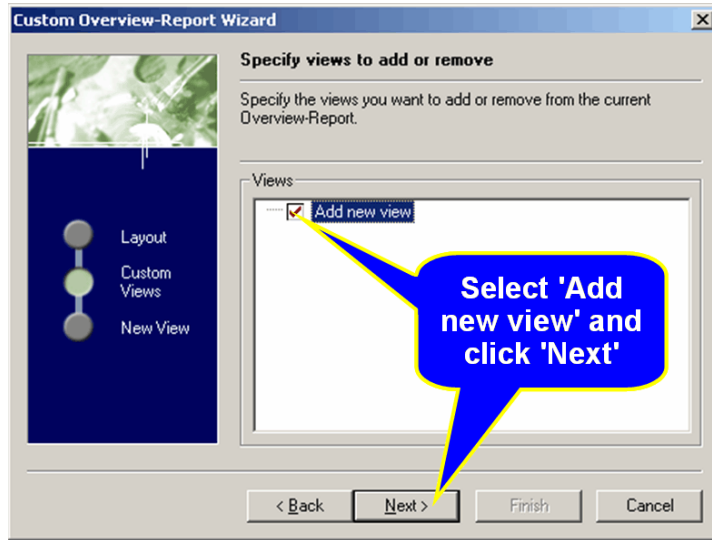 Custom Overview-Report Wizard
Specify views to add or remove
Specify the views you want to add or remove from the current
Overview-Report.
Views
Add new view
Layout
Custom
Views
New View
Select 'Add
new view' and
click 'Next'
< Back
Next >
Finish
Cancel